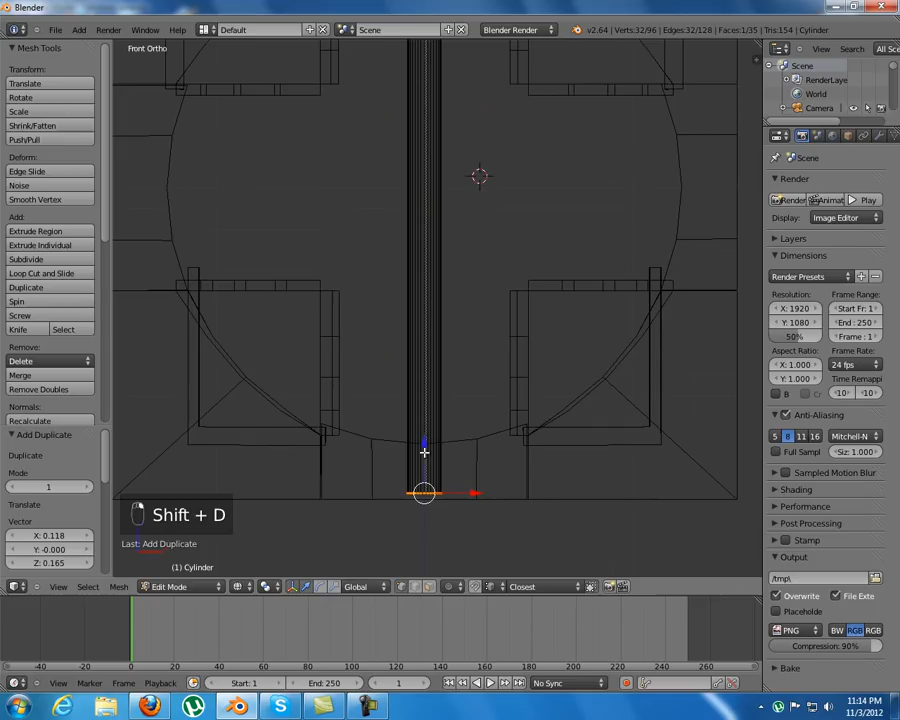 Blender
File Add Render Window Help Default Scene Blender Render v2.64 | Verts:32/96 | Edges:32/128 | Faces:1/35 | Tris:154 | Cylinder
Mesh Tools
Transform:
Translate
Rotate
Scale
Shrink/Fatten
Push/Pull
Deform:
Edge Slide
Noise
Smooth Vertex
Add:
Extrude Region
Extrude Individual
Subdivide
Loop Cut and Slide
Duplicate
Spin
Screw
Knife Select
Remove:
Delete
Merge
Remove Doubles
Normals:
Recalculate
Add Duplicate
Duplicate
Mode
1
Translate
Vector
X: 0.118
Y: -0.000
Z: 0.165
Front Ortho
Shift + D
Last: Add Duplicate
(1) Cylinder
View Select Mesh Edit Mode Global Closest
View Search All Sce
Scene
RenderLaye
World
Camera
Scene
Render
Render Animat Play
Display: Image Editor
Layers
Dimensions
Render Presets
Resolution: Frame Range:
X: 1920 Start Fr: 1
Y: 1080 End : 250
50% Frame : 1
Aspect Ratio: Frame Rate:
X: 1.000 24 fps
Y: 1.000 Time Remappi
B Cr 10 10
Anti-Aliasing
5 8 11 16 Mitchell-N
Full Sampl Siz: 1.000
Sampled Motion Blur
Shading
Performance
Post Processing
Stamp
Output
/tmp\
Overwrite File Exte
Placeholde
PNG BW RGB RGB
Compression: 90%
Bake
-40 -20 0 20 40 60 80 100 120 140 160 180 200 220 240 260
View Marker Frame Playback Start: 1 End: 250 1 No Sync
11:14 PM
11/3/2012